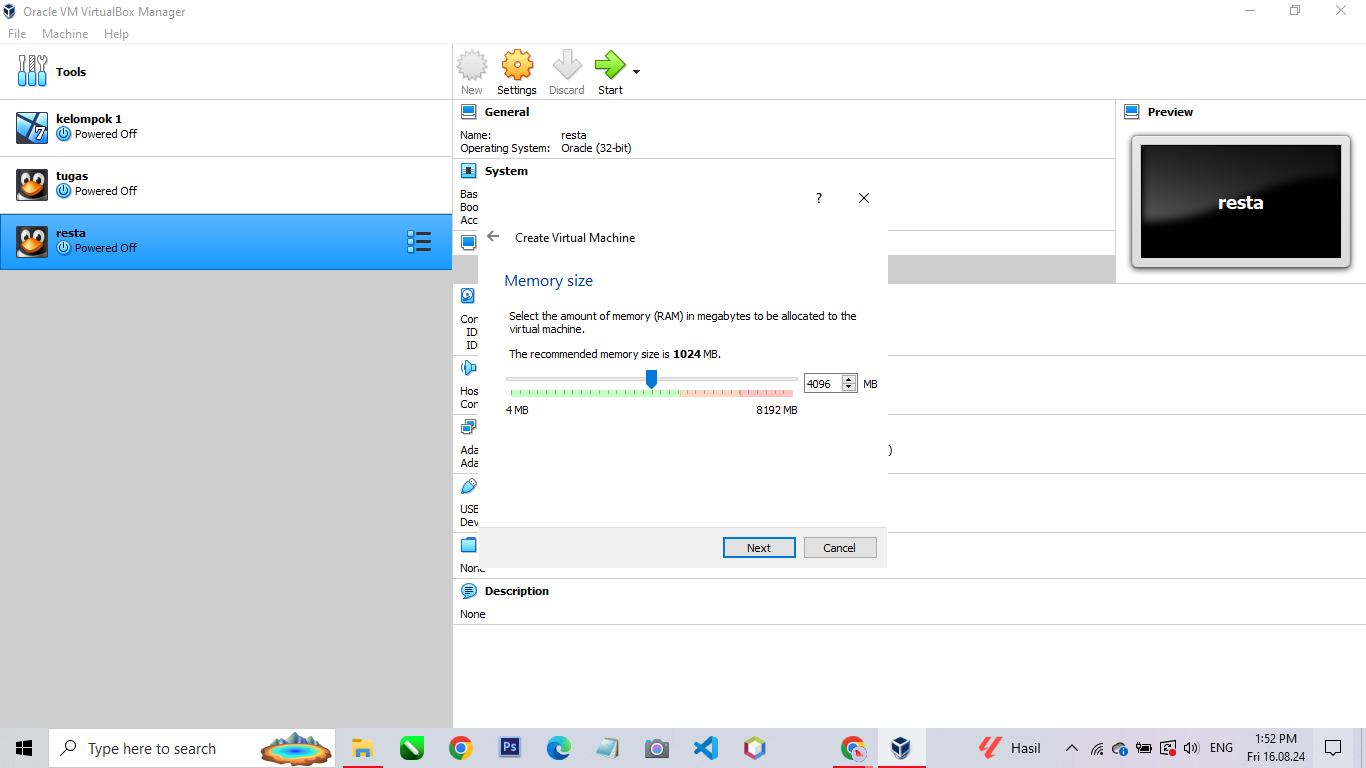 Oracle VM VirtualBox Manager
File Machine Help
Tools
kelompok 1
Powered Off
tugas
Powered Off
resta
Powered Off
New Settings Discard Start
General
Name: resta
Operating System: Oracle (32-bit)
System
Bas
Boo
Acc
Con
ID
ID
Hos
Con
Ada
Ada
)
USB
Dev
None
Description
None
Preview
resta
? 
Create Virtual Machine
Memory size
Select the amount of memory (RAM) in megabytes to be allocated to the
virtual machine.
The recommended memory size is 1024 MB.
4096 MB
4 MB 8192 MB
Next Cancel
Type here to search
Ps
Hasil
ENG
1:52 PM
Fri 16.08.24